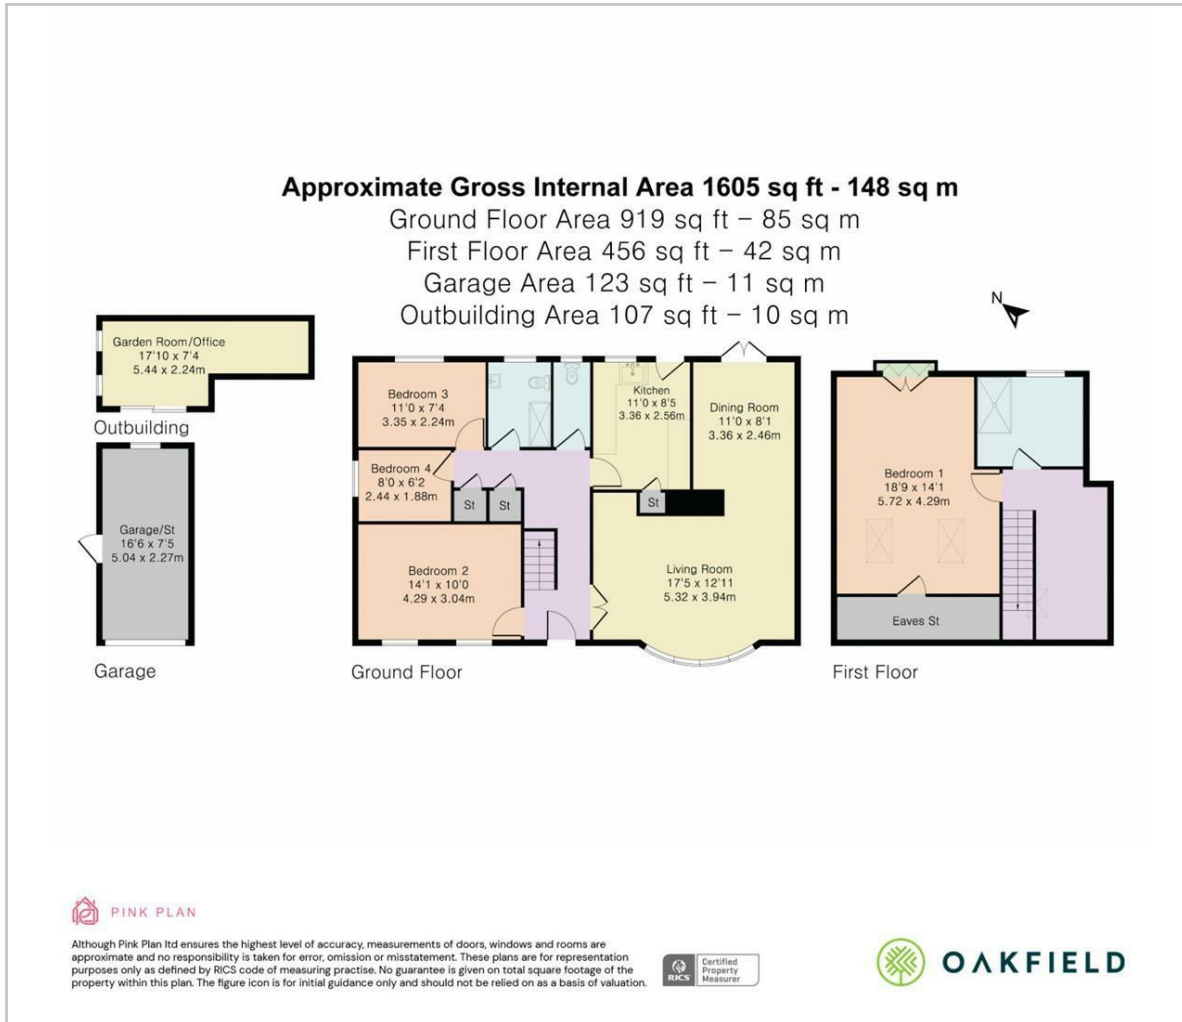 Approximate Gross Internal Area 1605 sq ft - 148 sq m
Ground Floor Area 919 sq ft – 85 sq m
First Floor Area 456 sq ft – 42 sq m
Garage Area 123 sq ft – 11 sq m
Outbuilding Area 107 sq ft – 10 sq m
N
Garden Room/Office
17'10 x 7'4
5.44 x 2.24m
Outbuilding
Garage/St
16'6 x 7'5
5.04 x 2.27m
Garage
Bedroom 3
11'0 x 7'4
3.35 x 2.24m
Bedroom 4
8'0 x 6'2
2.44 x 1.88m
St
St
Bedroom 2
14'1 x 10'0
4.29 x 3.04m
Kitchen
11'0 x 8'5
3.36 x 2.56m
Dining Room
11'0 x 8'1
3.36 x 2.46m
St
Living Room
17'5 x 12'11
5.32 x 3.94m
Ground Floor
Bedroom 1
18'9 x 14'1
5.72 x 4.29m
Eaves St
First Floor
PINK PLAN
Although Pink Plan ltd ensures the highest level of accuracy, measurements of doors, windows and rooms are
approximate and no responsibility is taken for error, omission or misstatement. These plans are for representation
purposes only as defined by RICS code of measuring practise. No guarantee is given on total square footage of the
property within this plan. The figure icon is for initial guidance only and should not be relied on as a basis of valuation.
RICS
Certified
Property
Measurer
OAKFIELD